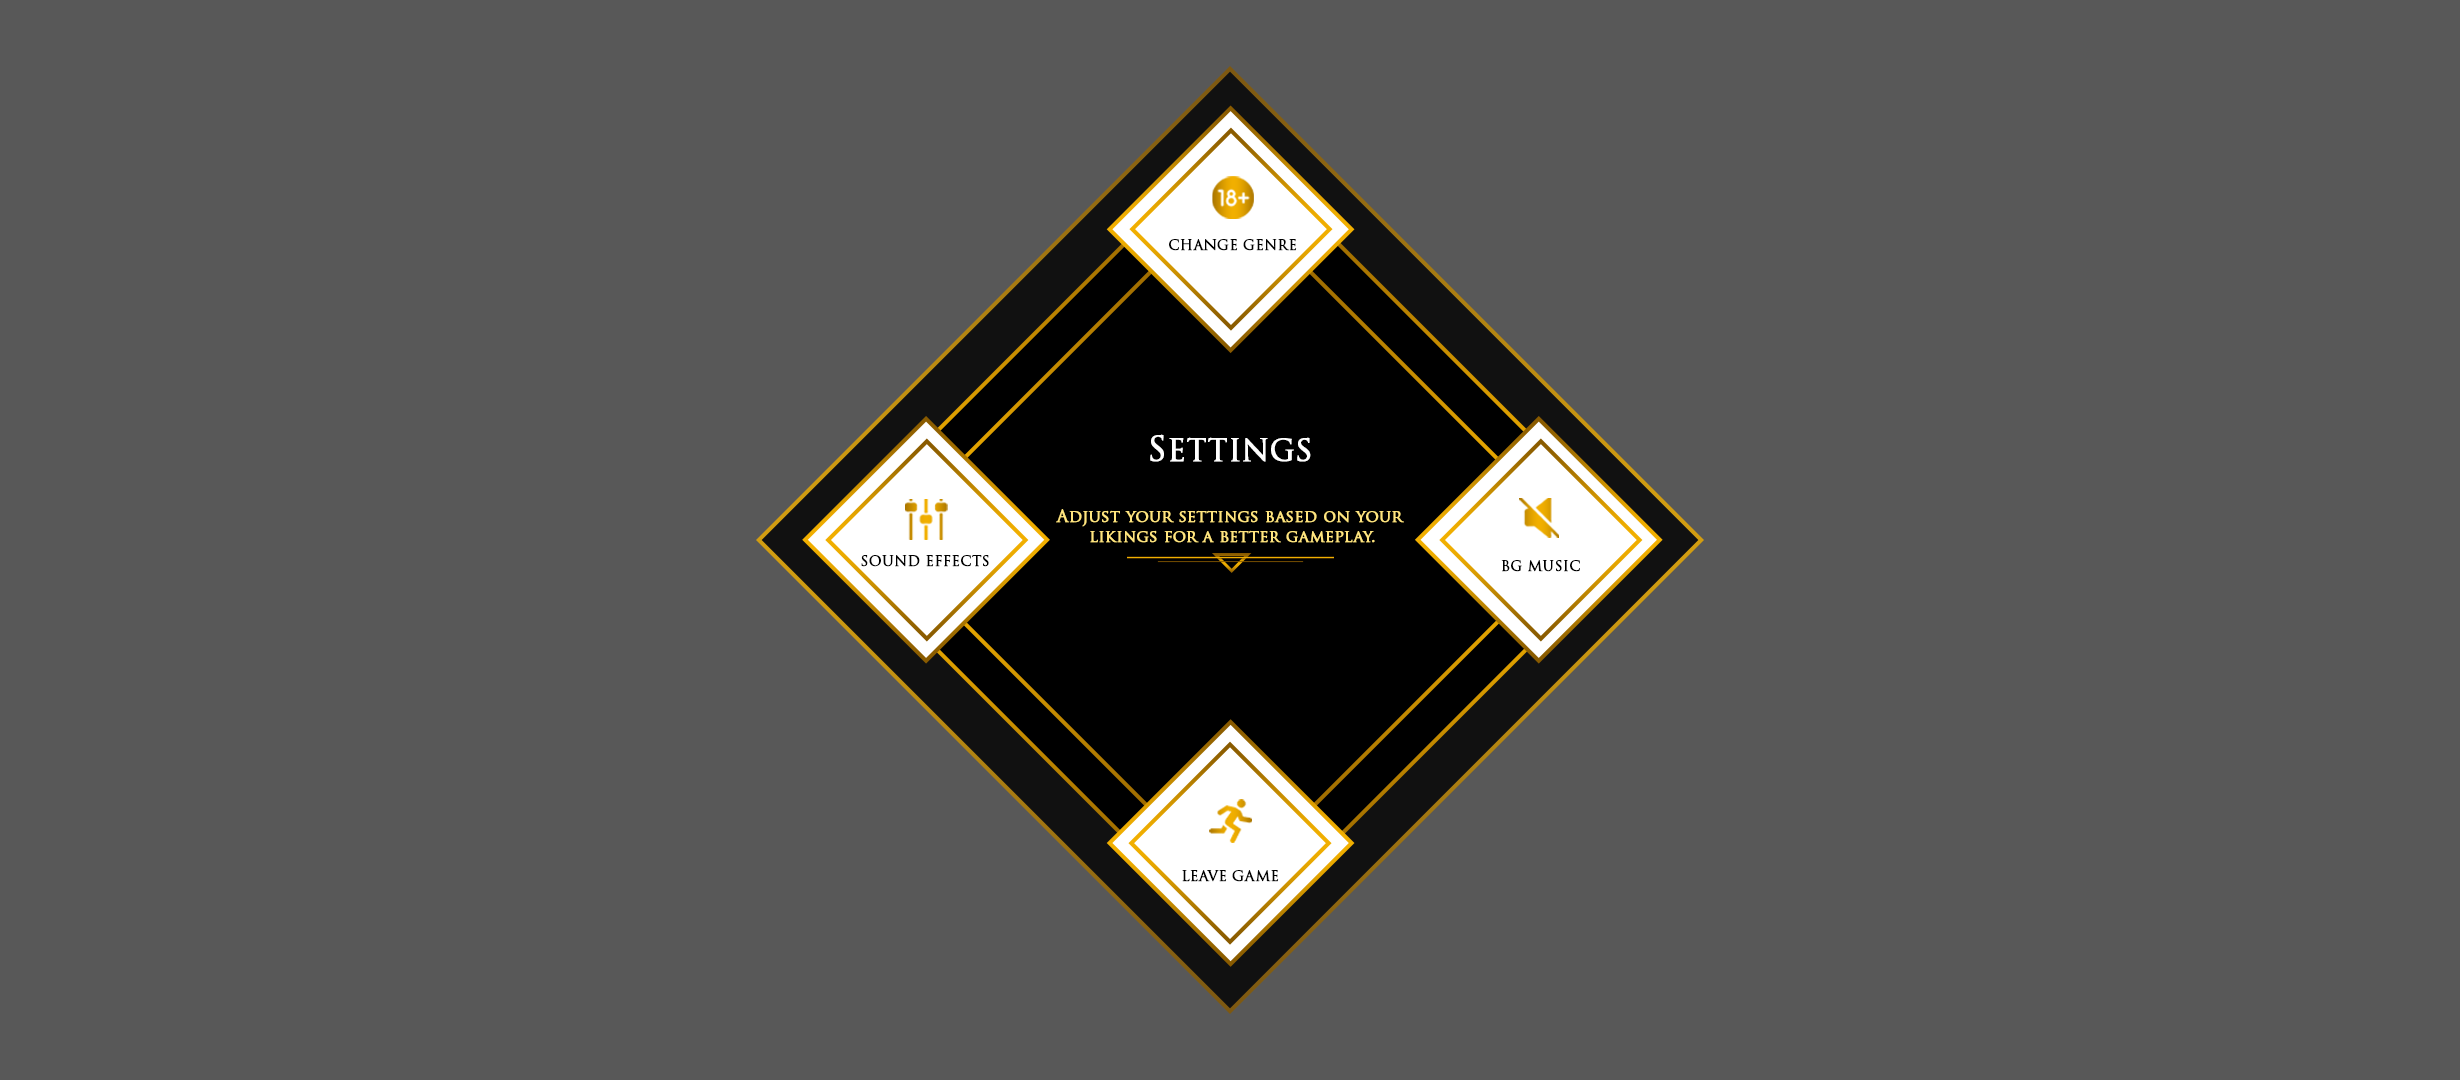 18+
CHANGE GENRE
SETTINGS
ADJUST YOUR SETTINGS BASED ON YOUR
LIKINGS FOR A BETTER GAMEPLAY.
SOUND EFFECTS
BG MUSIC
LEAVE GAME